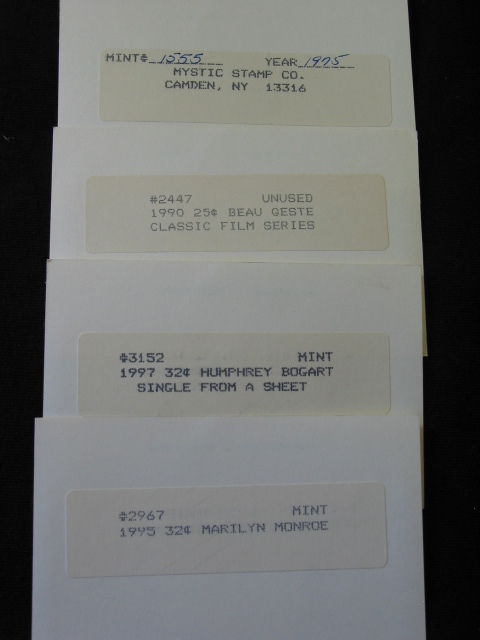 MINT# 1555 YEAR 1975
MYSTIC STAMP CO.
CAMDEN, NY 13316
#2447 UNUSED
1990 25¢ BEAU GESTE
CLASSIC FILM SERIES
#3152 MINT
1997 32¢ HUMPHREY BOGART
SINGLE FROM A SHEET
#2967 MINT
1995 32¢ MARILYN MONROE